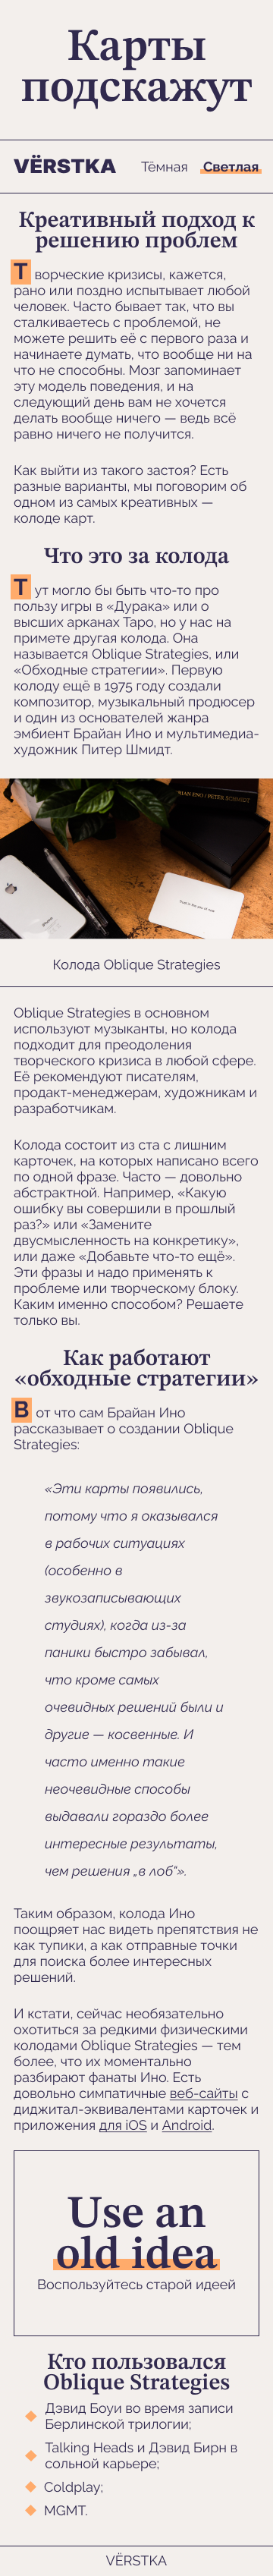 Карты
подскажут
VЁRSTKA
Тёмная
Светлая
Креативный подход к
решению проблем
Творческие кризисы, кажется,
рано или поздно испытывает любой
человек. Часто бывает так, что вы
сталкиваетесь с проблемой, не
можете решить её с первого раза и
начинаете думать, что вообще ни на
что не способны. Мозг запоминает
эту модель поведения, и на
следующий день вам не хочется
делать вообще ничего — ведь всё
равно ничего не получится.
Как выйти из такого застоя? Есть
разные варианты, мы поговорим об
одном из самых креативных —
колоде карт.
Что это за колода
Тут могло бы быть что-то про
пользу игры в «Дурака» или о
высших арканах Таро, но у нас на
примете другая колода. Она
называется Oblique Strategies, или
«Обходные стратегии». Первую
колоду ещё в 1975 году создали
композитор, музыкальный продюсер
и один из основателей жанра
эмбиент Брайан Ино и мультимедиа-
художник Питер Шмидт.
BRIAN ENO / PETER SCHMIDT
Колода Oblique Strategies
Oblique Strategies в основном
используют музыканты, но колода
подходит для преодоления
творческого кризиса в любой сфере.
Её рекомендуют писателям,
продакт-менеджерам, художникам и
разработчикам.
Колода состоит из ста с лишним
карточек, на которых написано всего
по одной фразе. Часто — довольно
абстрактной. Например, «Какую
ошибку вы совершили в прошлый
раз?» или «Замените
двусмысленность на конкретику»,
или даже «Добавьте что-то ещё».
Эти фразы и надо применять к
проблеме или творческому блоку.
Каким именно способом? Решаете
только вы.
Как работают
«обходные стратегии»
Вот что сам Брайан Ино
рассказывает о создании Oblique
Strategies:
«Эти карты появились,
потому что я оказывался
в рабочих ситуациях
(особенно в
звукозаписывающих
студиях), когда из-за
паники быстро забывал,
что кроме самых
очевидных решений были и
другие — косвенные. И
часто именно такие
неочевидные способы
выдавали гораздо более
интересные результаты,
чем решения „в лоб“».
Таким образом, колода Ино
поощряет нас видеть препятствия не
как тупики, а как отправные точки
для поиска более интересных
решений.
И кстати, сейчас необязательно
охотиться за редкими физическими
колодами Oblique Strategies — тем
более, что их моментально
разбирают фанаты Ино. Есть
довольно симпатичные веб-сайты с
диджитал-эквивалентами карточек и
приложения для iOS и Android.
Use an
old idea
Воспользуйтесь старой идеей
Кто пользовался
Oblique Strategies
Дэвид Боуи во время записи
Берлинской трилогии;
Talking Heads и Дэвид Бирн в
сольной карьере;
Coldplay;
MGMT.
VЁRSTKA